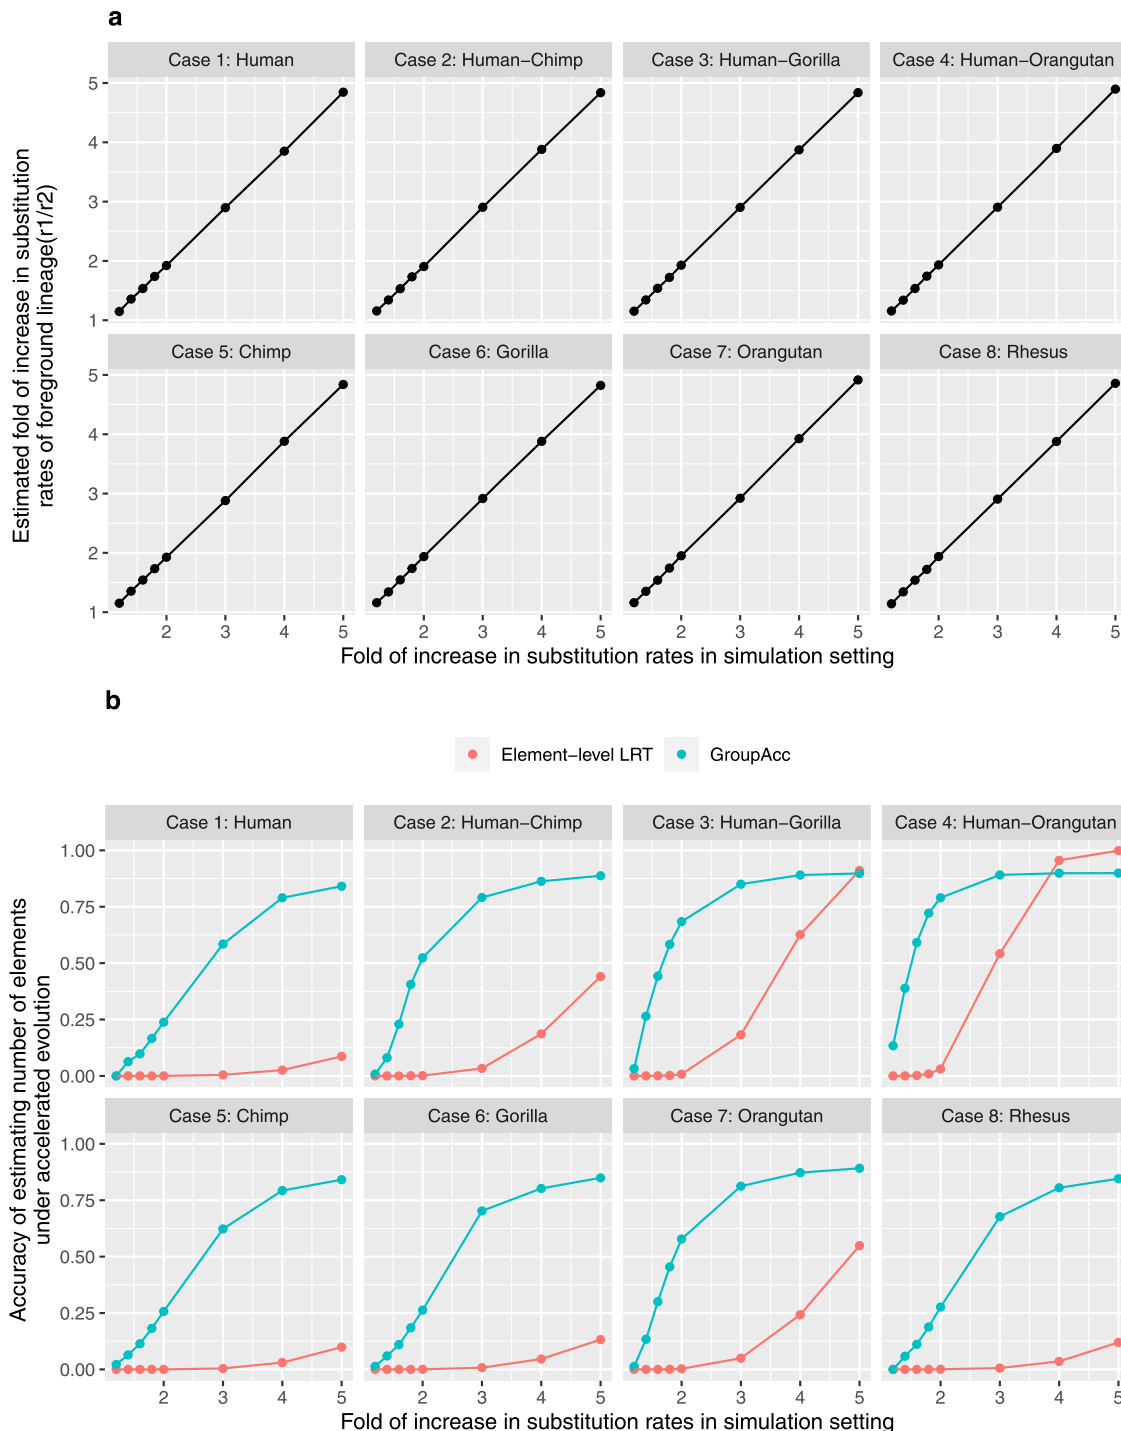 a
Case 1: Human
Case 2: Human−Chimp
Case 3: Human−Gorilla
Case 4: Human−Orangutan
5
4
3
2
1
Case 5: Chimp
Case 6: Gorilla
Case 7: Orangutan
Case 8: Rhesus
5
4
3
2
1
2 3 4 5
2 3 4 5
2 3 4 5
2 3 4 5
Estimated fold of increase in substitution
rates of foreground lineage(r1/r2)
Fold of increase in substitution rates in simulation setting
b
Element−level LRT
GroupAcc
Case 1: Human
Case 2: Human−Chimp
Case 3: Human−Gorilla
Case 4: Human−Orangutan
1.00
0.75
0.50
0.25
0.00
Case 5: Chimp
Case 6: Gorilla
Case 7: Orangutan
Case 8: Rhesus
1.00
0.75
0.50
0.25
0.00
2 3 4 5
2 3 4 5
2 3 4 5
2 3 4 5
Accuracy of estimating number of elements
under accelerated evolution
Fold of increase in substitution rates in simulation setting